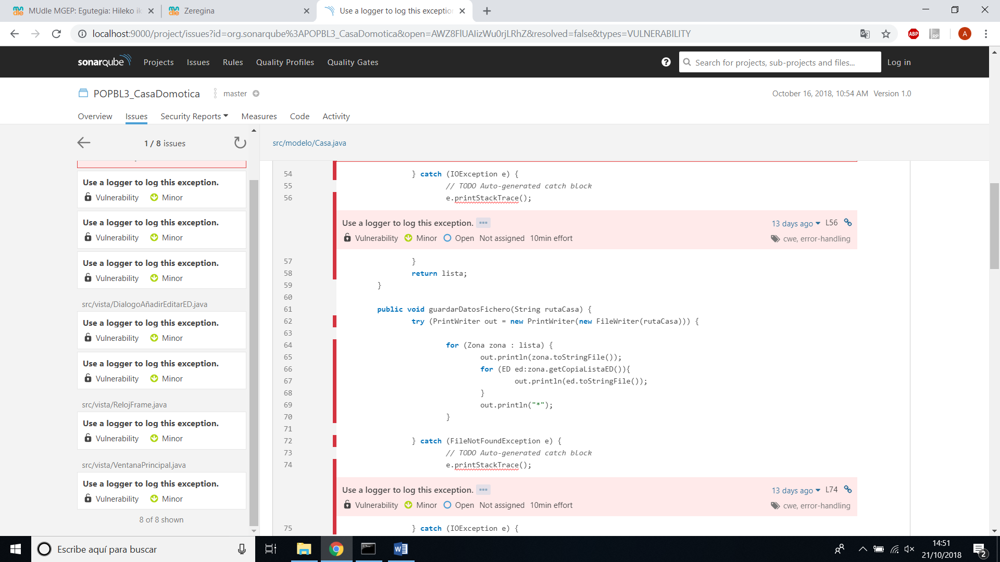 MUdle MGEP: Egutegia: Hileko ik
Zeregina
Use a logger to log this exception
localhost:9000/project/issues?id=org.sonarqube%3APOPBL3_CasaDomotica&open=AWZ8FlUAIizWu0rjLRhZ&resolved=false&types=VULNERABILITY
ABP
RP
A
sonarqube Projects Issues Rules Quality Profiles Quality Gates
Search for projects, sub-projects and files... Log in
POPBL3_CasaDomotica master
October 16, 2018, 10:54 AM Version 1.0
Overview Issues Security Reports Measures Code Activity
1 / 8 issues
Use a logger to log this exception.
Vulnerability Minor
Use a logger to log this exception.
Vulnerability Minor
Use a logger to log this exception.
Vulnerability Minor
src/vista/DialogoAñadirEditarED.java
Use a logger to log this exception.
Vulnerability Minor
Use a logger to log this exception.
Vulnerability Minor
src/vista/RelojFrame.java
Use a logger to log this exception.
Vulnerability Minor
src/vista/VentanaPrincipal.java
Use a logger to log this exception.
Vulnerability Minor
8 of 8 shown
src/modelo/Casa.java
54 } catch (IOException e) {
55 // TODO Auto-generated catch block
56 e.printStackTrace();
Use a logger to log this exception. ••• 13 days ago L56
Vulnerability Minor Open Not assigned 10min effort cwe, error-handling
57 }
58 return lista;
59 }
60
61 public void guardarDatosFichero(String rutaCasa) {
62 try (PrintWriter out = new PrintWriter(new FileWriter(rutaCasa))) {
63
64 for (Zona zona : lista) {
65 out.println(zona.toStringFile());
66 for (ED ed:zona.getCopiaListaED()){
67 out.println(ed.toStringFile());
68 }
69 out.println("*");
70 }
71
72 } catch (FileNotFoundException e) {
73 // TODO Auto-generated catch block
74 e.printStackTrace();
Use a logger to log this exception. ••• 13 days ago L74
Vulnerability Minor Open Not assigned 10min effort cwe, error-handling
75 } catch (IOException e) {
Escribe aquí para buscar
14:51
21/10/2018
2